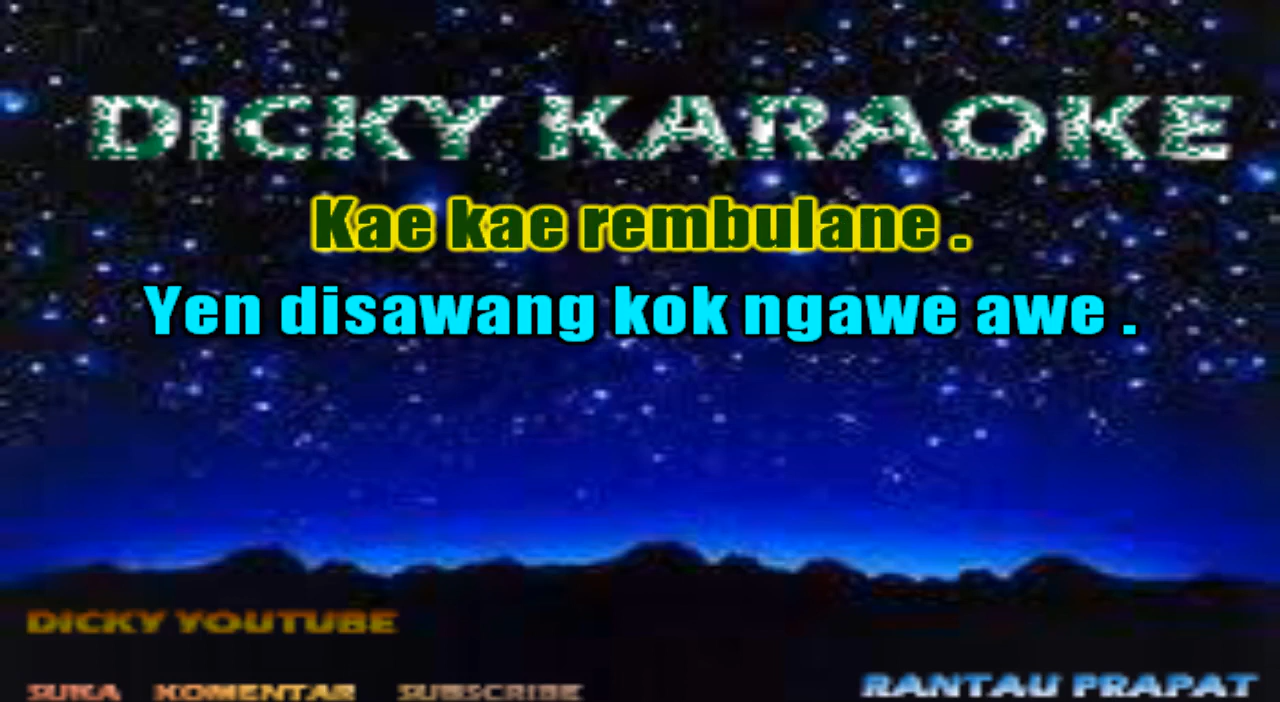 DICKY KARAOKE
Kae kae rembulane .
Yen disawang kok ngawe awe .
DICKY YOUTUBE
SUKA KOMENTAR SUBSCRIBE
RANTAU PRAPAT